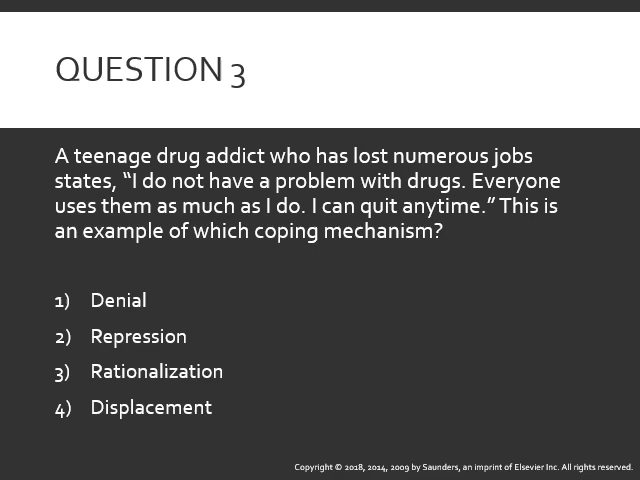 QUESTION 3
A teenage drug addict who has lost numerous jobs
states, “I do not have a problem with drugs. Everyone
uses them as much as I do. I can quit anytime.” This is
an example of which coping mechanism?
1) Denial
2) Repression
3) Rationalization
4) Displacement
Copyright © 2018, 2014, 2009 by Saunders, an imprint of Elsevier Inc. All rights reserved.